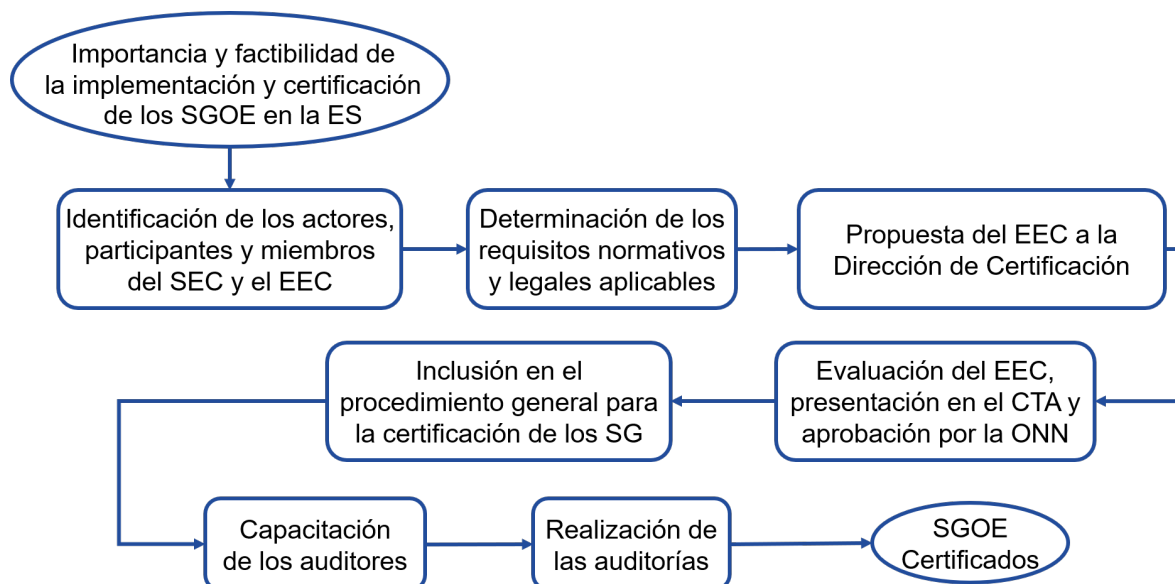 Importancia y factibilidad de
la implementación y certificación
de los SGOE en la ES
Identificación de los actores,
participantes y miembros
del SEC y el EEC
Determinación de los
requisitos normativos
y legales aplicables
Propuesta del EEC a la
Dirección de Certificación
Evaluación del EEC,
presentación en el CTA y
aprobación por la ONN
Inclusión en el
procedimiento general para
la certificación de los SG
Capacitación
de los auditores
Realización de
las auditorías
SGOE
Certificados